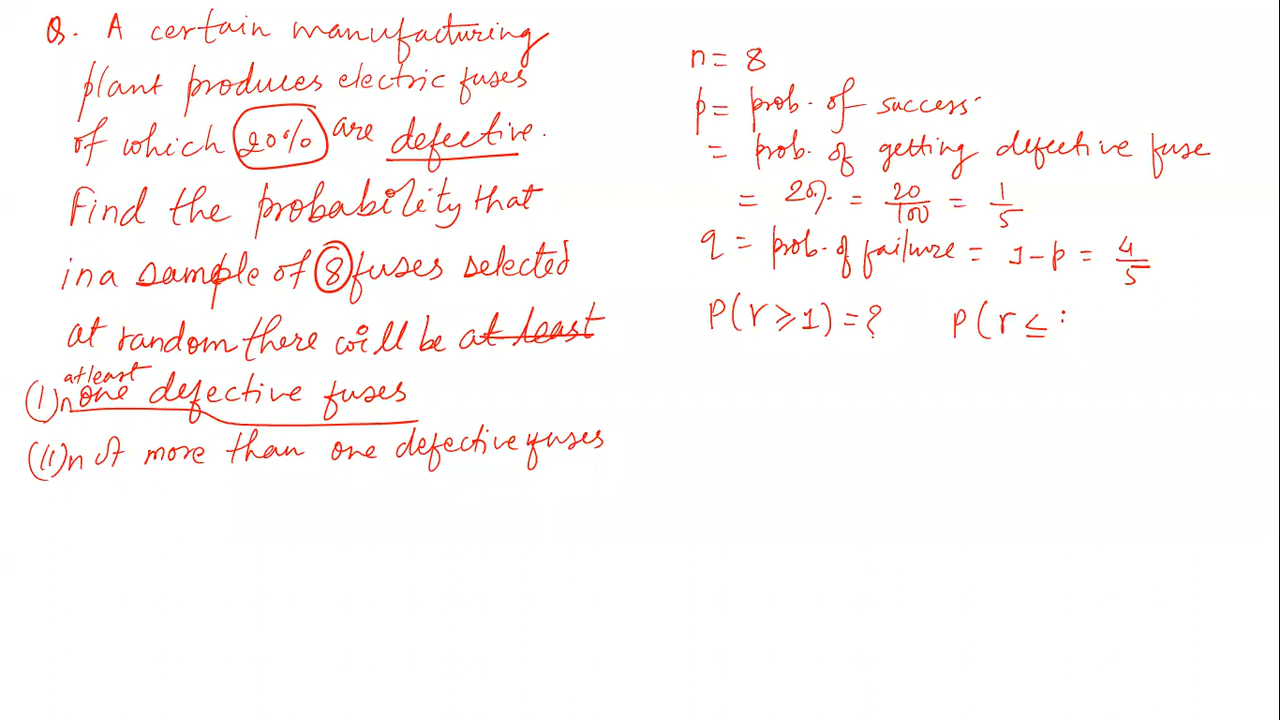 Q. A certain manufacturing
plant produces electric fuses
of which 20% are defective.
Find the probability that
in a sample of 8 fuses selected
at random there will be at least
at least
(I) one defective fuses
(II) not more than one defective fuses
n = 8
p = prob. of success
= prob. of getting defective fuse
= 20% = 20/100 = 1/5
q = prob. of failure = 1-p = 4/5
P(r ≥ 1) = ? P(r ≤